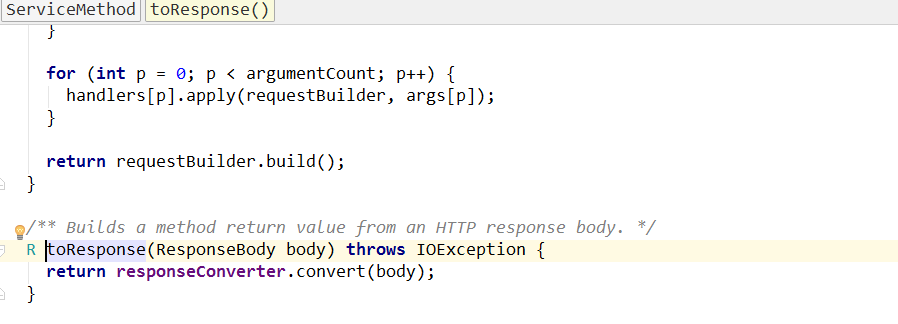 ServiceMethod toResponse()
}
for (int p = 0; p < argumentCount; p++) {
handlers[p].apply(requestBuilder, args[p]);
}
return requestBuilder.build();
}
/** Builds a method return value from an HTTP response body. */
R toResponse(ResponseBody body) throws IOException {
return responseConverter.convert(body);
}